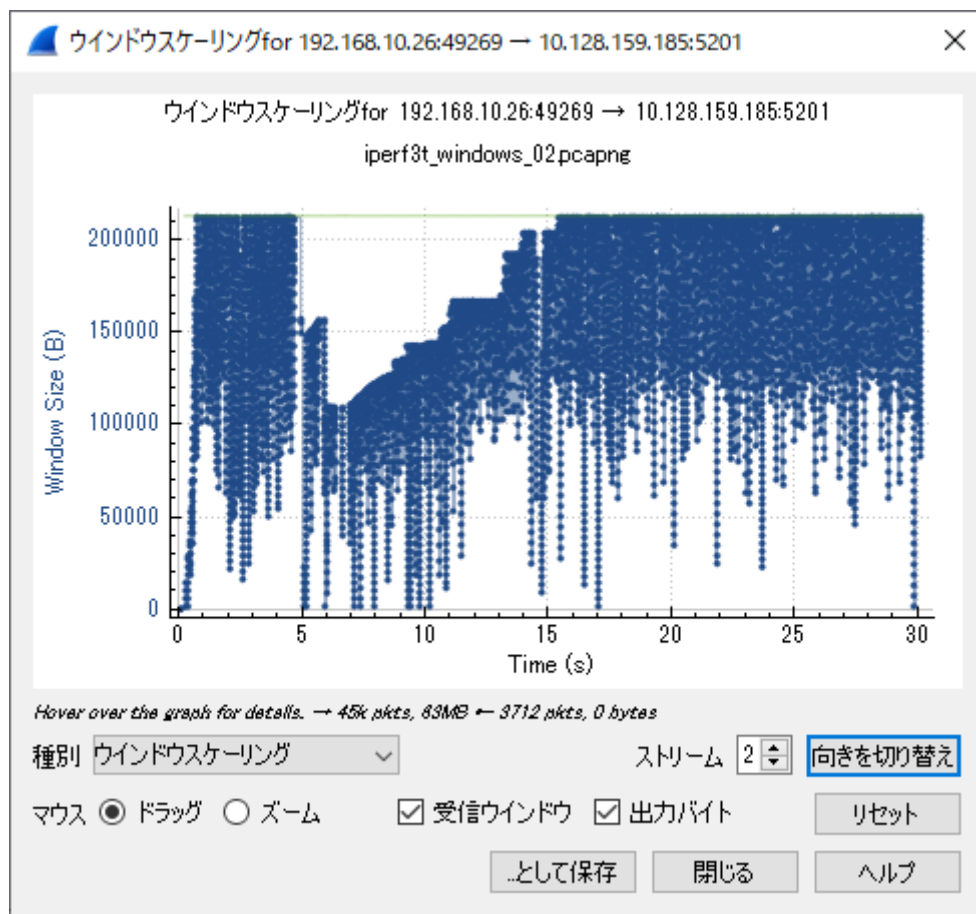 ウインドウスケーリングfor 192.168.10.26:49269 → 10.128.159.185:5201
ウインドウスケーリングfor 192.168.10.26:49269 → 10.128.159.185:5201
iperf3t_windows_02.pcapng
Window Size (B)
200000
150000
100000
50000
0
0 5 10 15 20 25 30
Time (s)
Hover over the graph for details. → 45k pkts, 63MB ← 3712 pkts, 0 bytes
種別 ウインドウスケーリング ストリーム 2 向きを切り替え
マウス ドラッグ ズーム 受信ウインドウ 出力バイト リセット
..として保存 閉じる ヘルプ